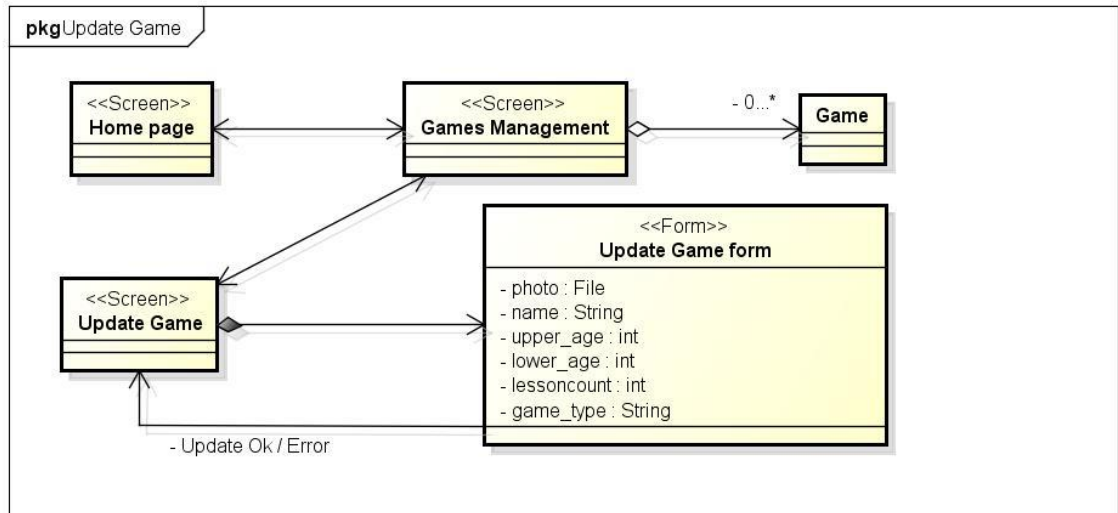 pkgUpdate Game
<<Screen>>
Home page
<<Screen>>
Games Management
- 0...*
Game
<<Screen>>
Update Game
<<Form>>
Update Game form
- photo : File
- name : String
- upper_age : int
- lower_age : int
- lessoncount : int
- game_type : String
- Update Ok / Error